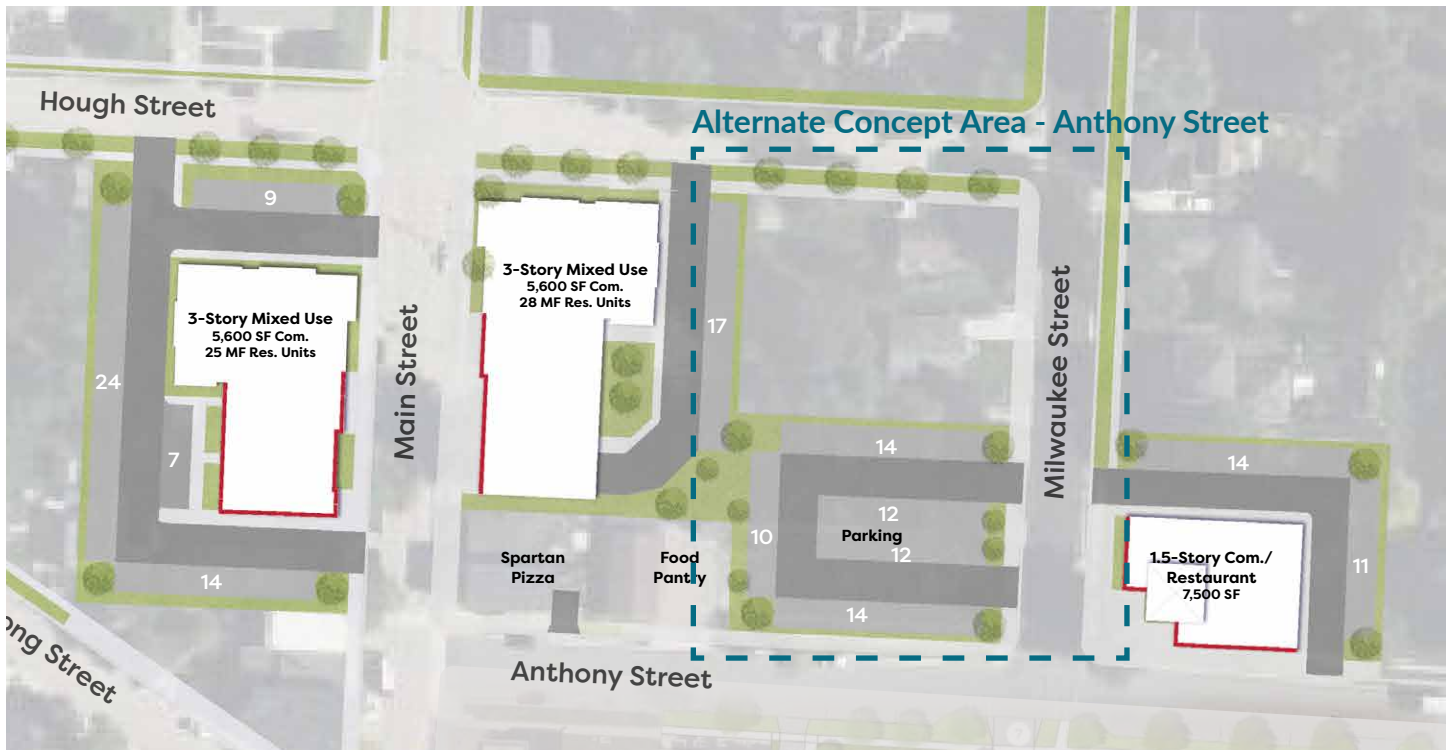 Hough Street
Alternate Concept Area - Anthony Street
9
3-Story Mixed Use
5,600 SF Com.
28 MF Res. Units
3-Story Mixed Use
5,600 SF Com.
25 MF Res. Units
17
24
Main Street
Milwaukee Street
7
14
14
12
Parking
12
10
Spartan
Pizza
Food
Pantry
1.5-Story Com./
Restaurant
7,500 SF
11
14
14
ong Street
Anthony Street
7